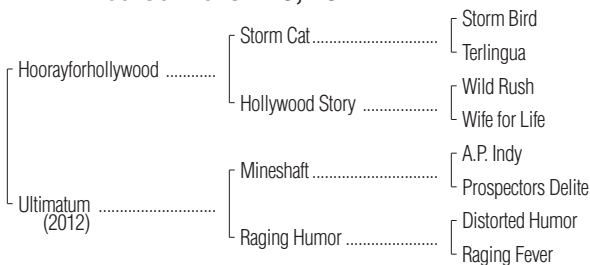 Storm Bird
Storm Cat
Terlingua
Hoorayforhollywood
Wild Rush
Hollywood Story
Wife for Life
A.P. Indy
Mineshaft
Prospectors Delite
Ultimatum
(2012)
Distorted Humor
Raging Humor
Raging Fever